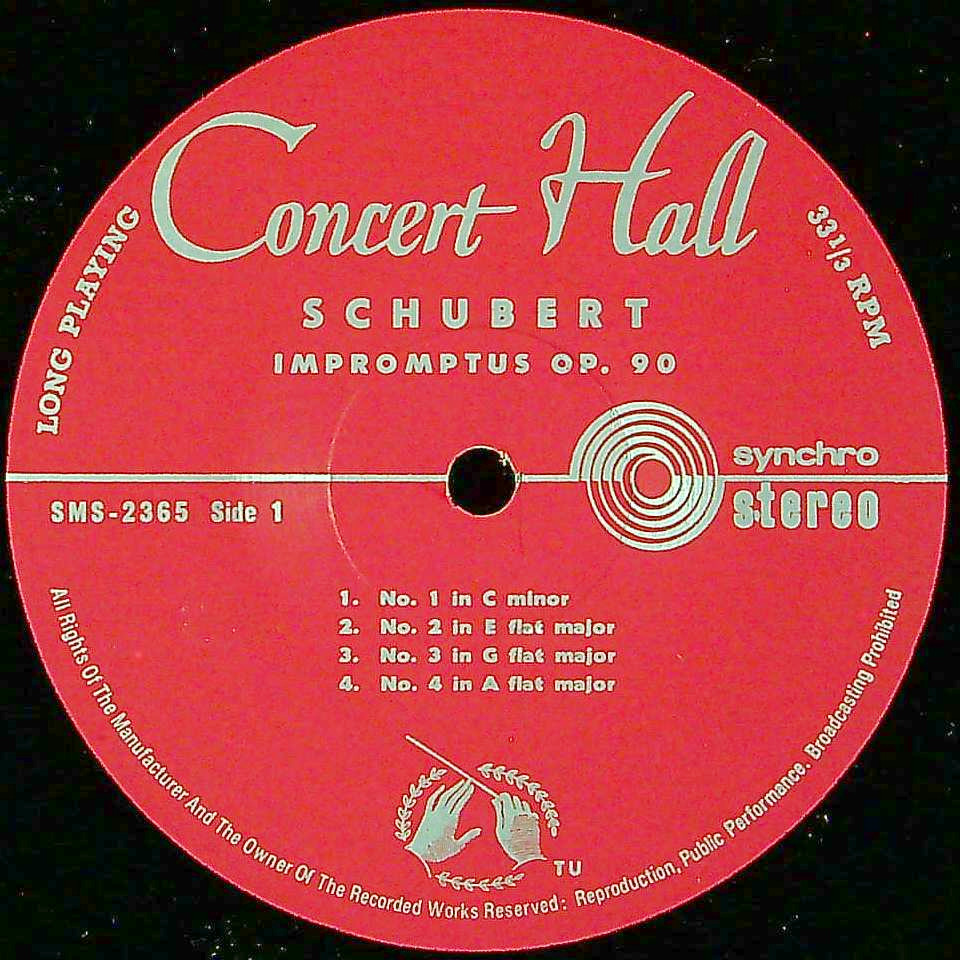 Concert Hall
LONG PLAYING
33 1/3 RPM
SCHUBERT
IMPROMPTUS OP. 90
synchro
stereo
SMS-2365 Side 1
1. No. 1 in C minor
2. No. 2 in E flat major
3. No. 3 in G flat major
4. No. 4 in A flat major
TU
All Rights Of The Manufacturer And The Owner Of The Recorded Works Reserved: Reproduction, Public Performance. Broadcasting Prohibited